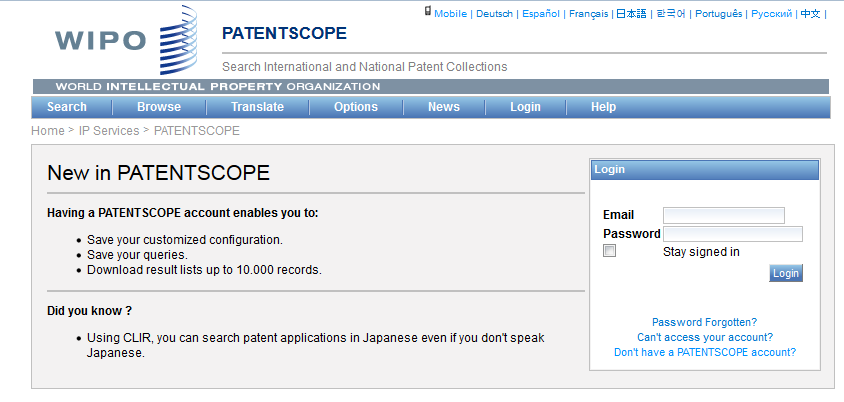 Mobile | Deutsch | Español | Français | 日本語 | 한국어 | Português | Русский | 中文 |
WIPO
PATENTSCOPE
Search International and National Patent Collections
WORLD INTELLECTUAL PROPERTY ORGANIZATION
Search Browse Translate Options News Login Help
Home > IP Services > PATENTSCOPE
New in PATENTSCOPE
Having a PATENTSCOPE account enables you to:
Save your customized configuration.
Save your queries.
Download result lists up to 10.000 records.
Did you know ?
Using CLIR, you can search patent applications in Japanese even if you don't speak
Japanese.
Login
Email
Password
Stay signed in
Login
Password Forgotten?
Can't access your account?
Don't have a PATENTSCOPE account?